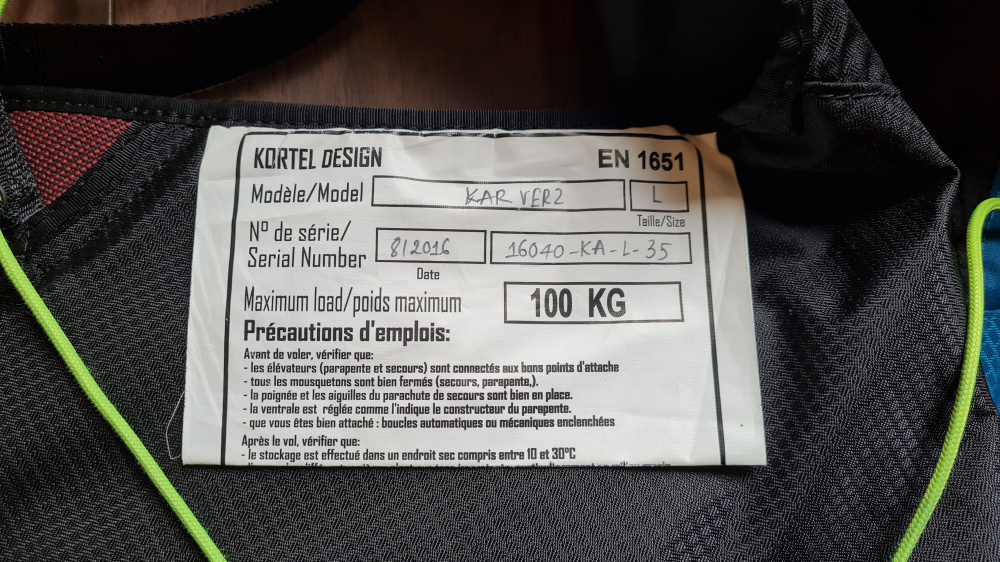 KORTEL DESIGN EN 1651
Modèle/Model KARVER2 L
Taille/Size
N° de série/
Serial Number 8/2016 16040-KA-L-35
Date
Maximum load/poids maximum 100 KG
Précautions d'emplois:
Avant de voler, vérifier que:
- les élévateurs (parapente et secours) sont connectés aux bons points d'attache
- tous les mousquetons sont bien fermés (secours, parapente,).
- la poignée et les aiguilles du parachute de secours sont bien en place.
- la ventrale est réglée comme l'indique le constructeur du parapente.
- que vous êtes bien attaché : boucles automatiques ou mécaniques enclenchées
Après le vol, vérifier que:
- le stockage est effectué dans un endroit sec compris entre 10 et 30°C